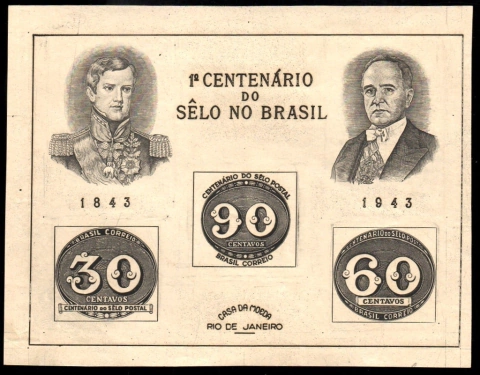 1º CENTENÁRIO
DO
SÊLO NO BRASIL
1843
1943
CENTENÁRIO DO SÊLO POSTAL
90
CENTAVOS
BRASIL CORREIO
BRASIL CORREIO
30
CENTAVOS
CENTENÁRIO DO SÊLO POSTAL
CENTENÁRIO DO SÊLO POSTAL
60
CENTAVOS
BRASIL CORREIO
CASA DA MOEDA
RIO DE JANEIRO